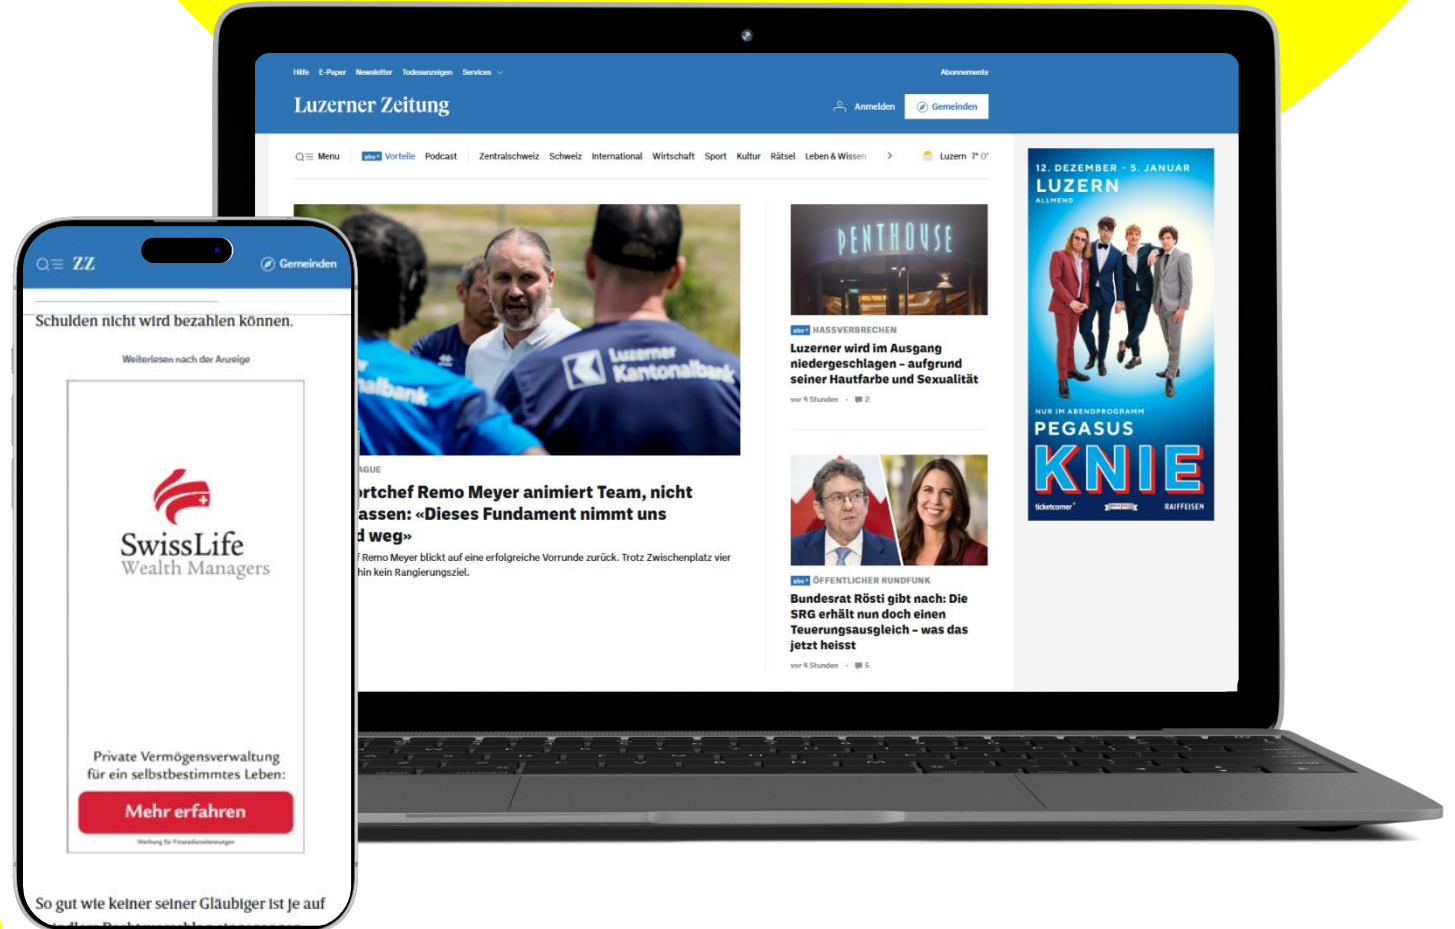 Hilfe E-Paper Newsletter Todesanzeigen Services
Abonnemente
Luzerner Zeitung
Anmelden
Gemeinden
Menu
abo+ Vorteile Podcast Zentralschweiz Schweiz International Wirtschaft Sport Kultur Rätsel Leben & Wissen
Luzern 7° 0°
Luzerner
Kantonalbank
nalbank
AGUE
rtchef Remo Meyer animiert Team, nicht
assen: «Dieses Fundament nimmt uns
d weg»
f Remo Meyer blickt auf eine erfolgreiche Vorrunde zurück. Trotz Zwischenplatz vier
hin kein Rangierungsziel.
PENTHOUSE
abo+ HASSVERBRECHEN
Luzerner wird im Ausgang
niedergeschlagen – aufgrund
seiner Hautfarbe und Sexualität
vor 4 Stunden · 2
abo+ ÖFFENTLICHER RUNDFUNK
Bundesrat Rösti gibt nach: Die
SRG erhält nun doch einen
Teuerungsausgleich – was das
jetzt heisst
vor 4 Stunden · 5
12. DEZEMBER – 5. JANUAR
LUZERN
ALLMEND
NUR IM ABENDPROGRAMM
PEGASUS
KNIE
ticketcorner
RAIFFEISEN
ZZ
Gemeinden
Schulden nicht wird bezahlen können.
Weiterlesen nach der Anzeige
SwissLife
Wealth Managers
Private Vermögensverwaltung
für ein selbstbestimmtes Leben:
Mehr erfahren
Werbung für Finanzdienstleistungen
So gut wie keiner seiner Gläubiger ist je auf